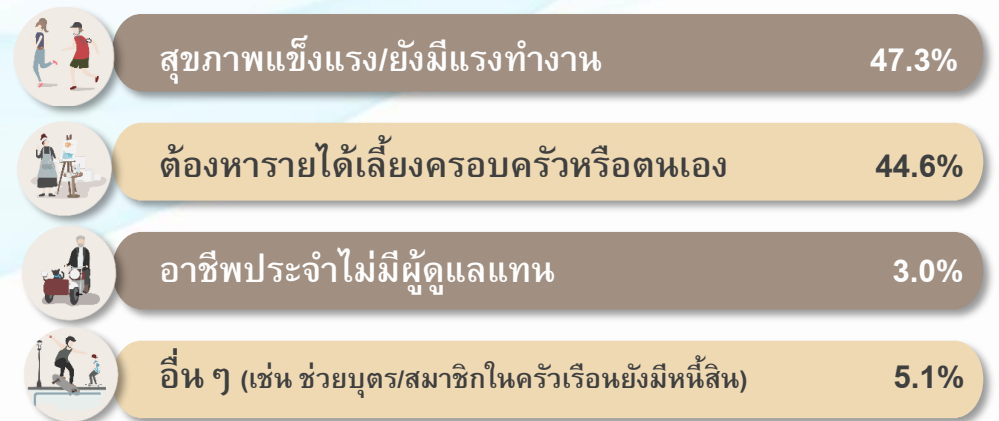 สุขภาพแข็งแรง/ยังมีแรงทำงาน 47.3%
ต้องหารายได้เลี้ยงครอบครัวหรือตนเอง 44.6%
อาชีพประจำไม่มีผู้ดูแลแทน 3.0%
อื่น ๆ (เช่น ช่วยบุตร/สมาชิกในครัวเรือนยังมีหนี้สิน) 5.1%